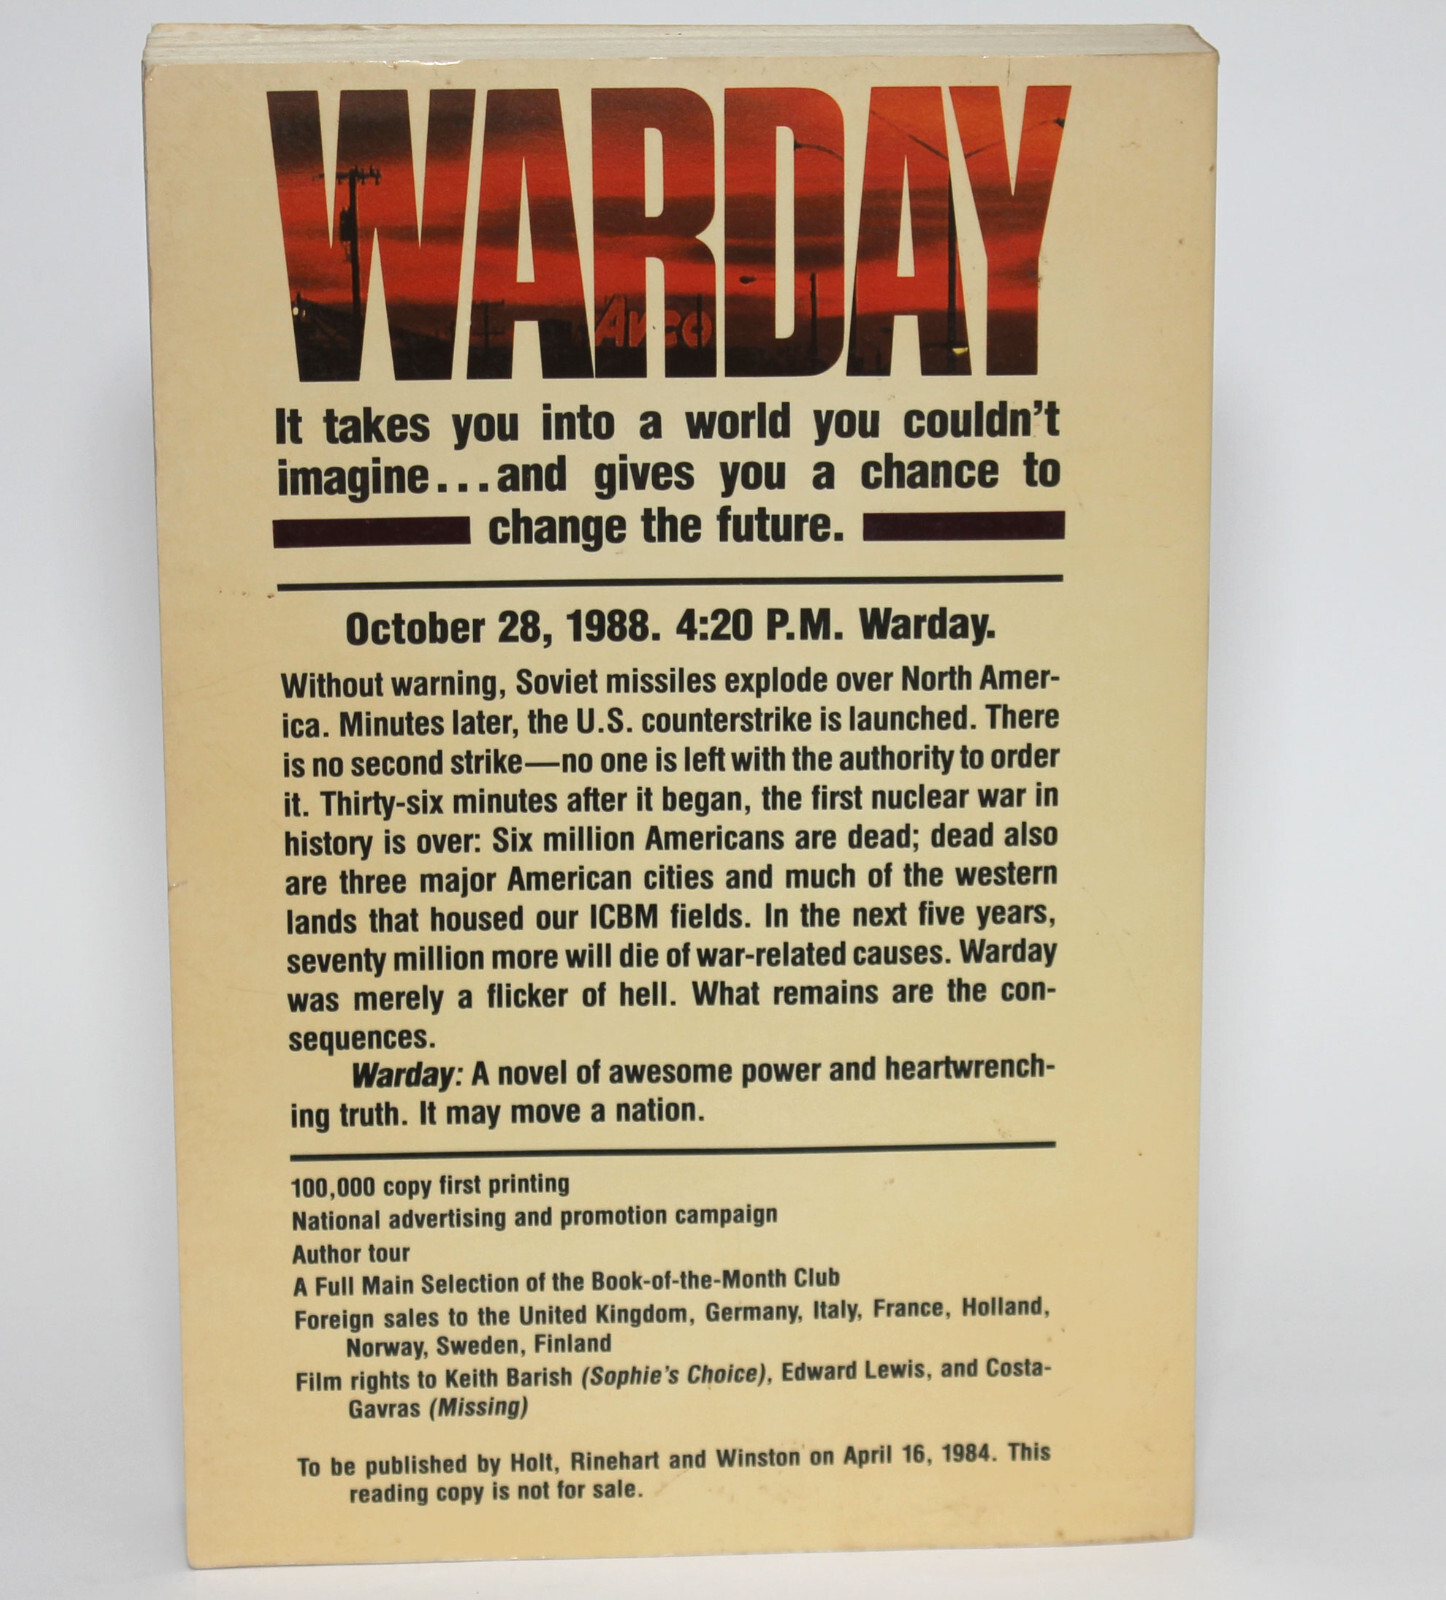 WARDAY
Avco
It takes you into a world you couldn't
imagine...and gives you a chance to
change the future.
October 28, 1988. 4:20 P.M. Warday.
Without warning, Soviet missiles explode over North Amer-
ica. Minutes later, the U.S. counterstrike is launched. There
is no second strike—no one is left with the authority to order
it. Thirty-six minutes after it began, the first nuclear war in
history is over: Six million Americans are dead; dead also
are three major American cities and much of the western
lands that housed our ICBM fields. In the next five years,
seventy million more will die of war-related causes. Warday
was merely a flicker of hell. What remains are the con-
sequences.
Warday: A novel of awesome power and heartwrench-
ing truth. It may move a nation.
100,000 copy first printing
National advertising and promotion campaign
Author tour
A Full Main Selection of the Book-of-the-Month Club
Foreign sales to the United Kingdom, Germany, Italy, France, Holland,
Norway, Sweden, Finland
Film rights to Keith Barish (Sophie's Choice), Edward Lewis, and Costa-
Gavras (Missing)
To be published by Holt, Rinehart and Winston on April 16, 1984. This
reading copy is not for sale.